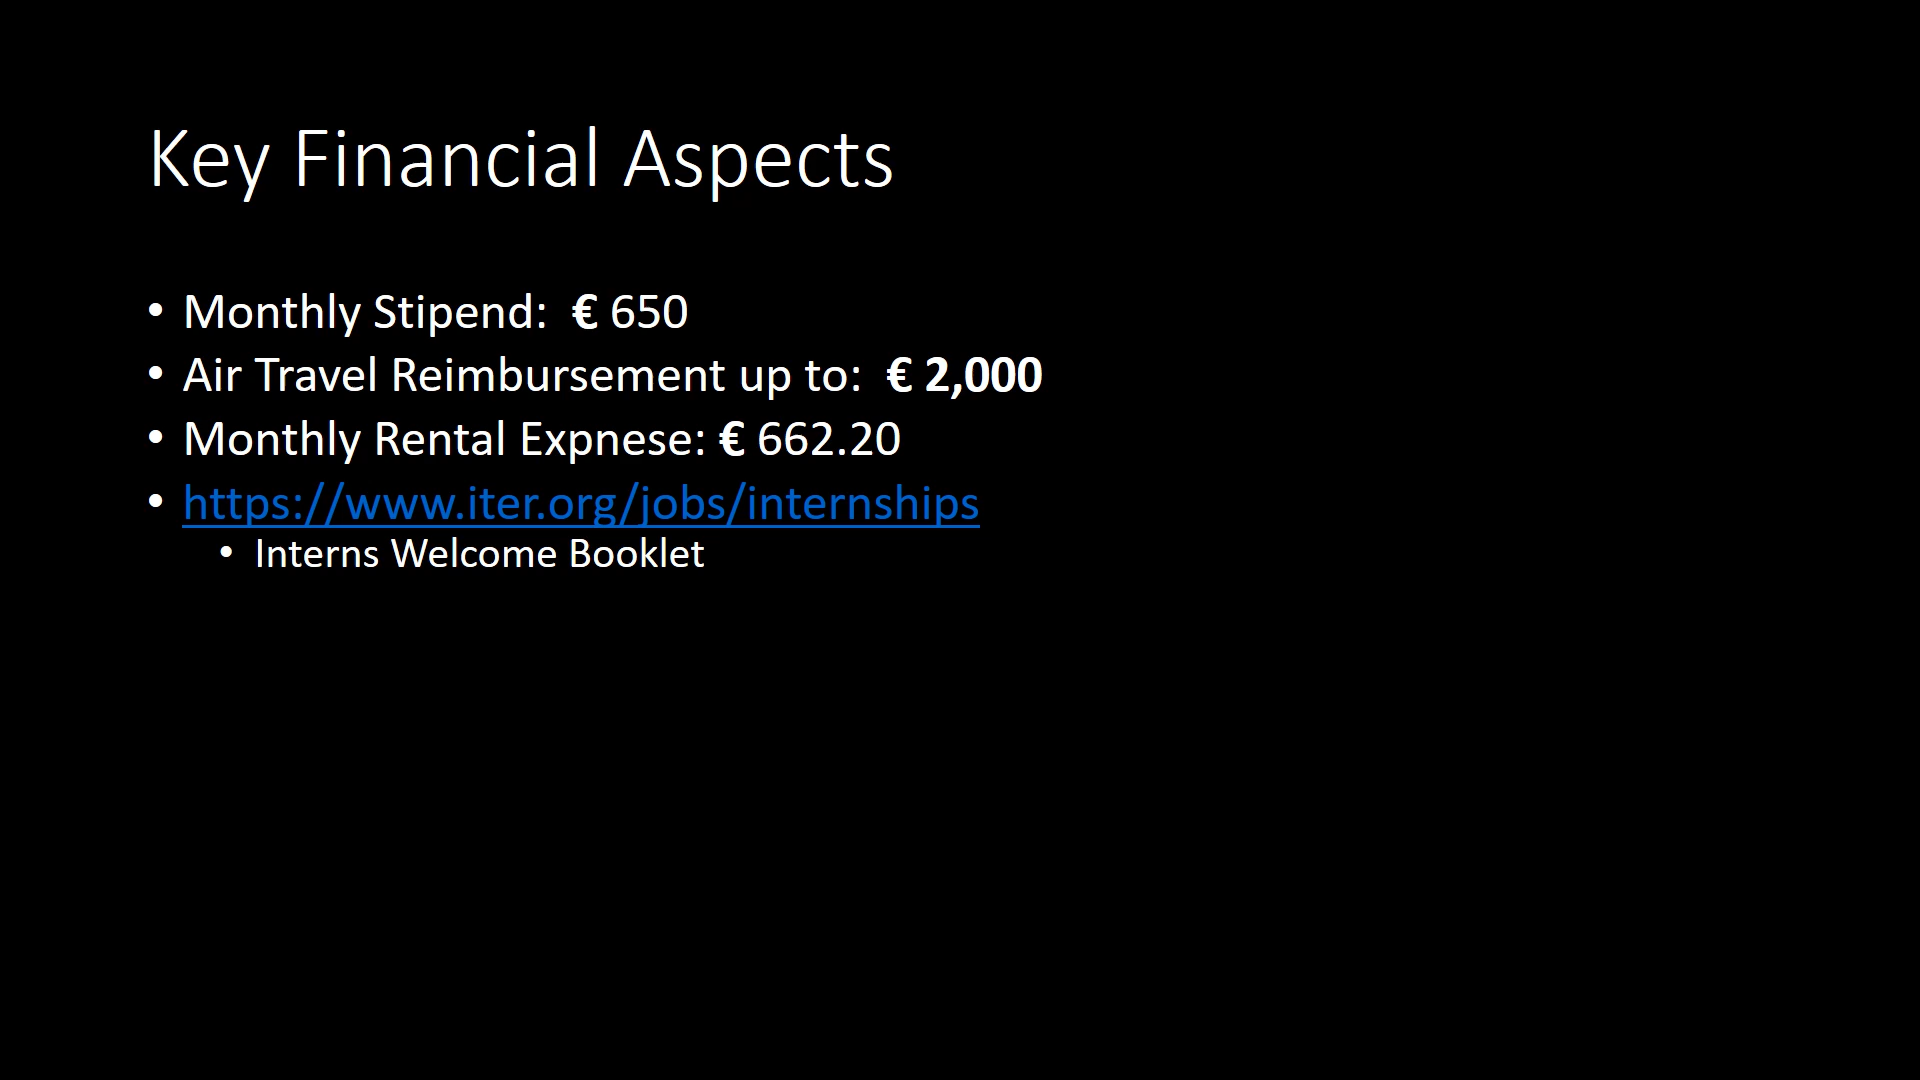 Key Financial Aspects
• Monthly Stipend: € 650
• Air Travel Reimbursement up to: € 2,000
• Monthly Rental Expnese: € 662.20
• https://www.iter.org/jobs/internships
• Interns Welcome Booklet